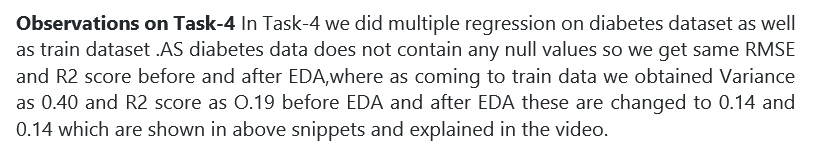 Observations on Task-4 In Task-4 we did multiple regression on diabetes dataset as well
as train dataset .AS diabetes data does not contain any null values so we get same RMSE
and R2 score before and after EDA,where as coming to train data we obtained Variance
as 0.40 and R2 score as O.19 before EDA and after EDA these are changed to 0.14 and
0.14 which are shown in above snippets and explained in the video.